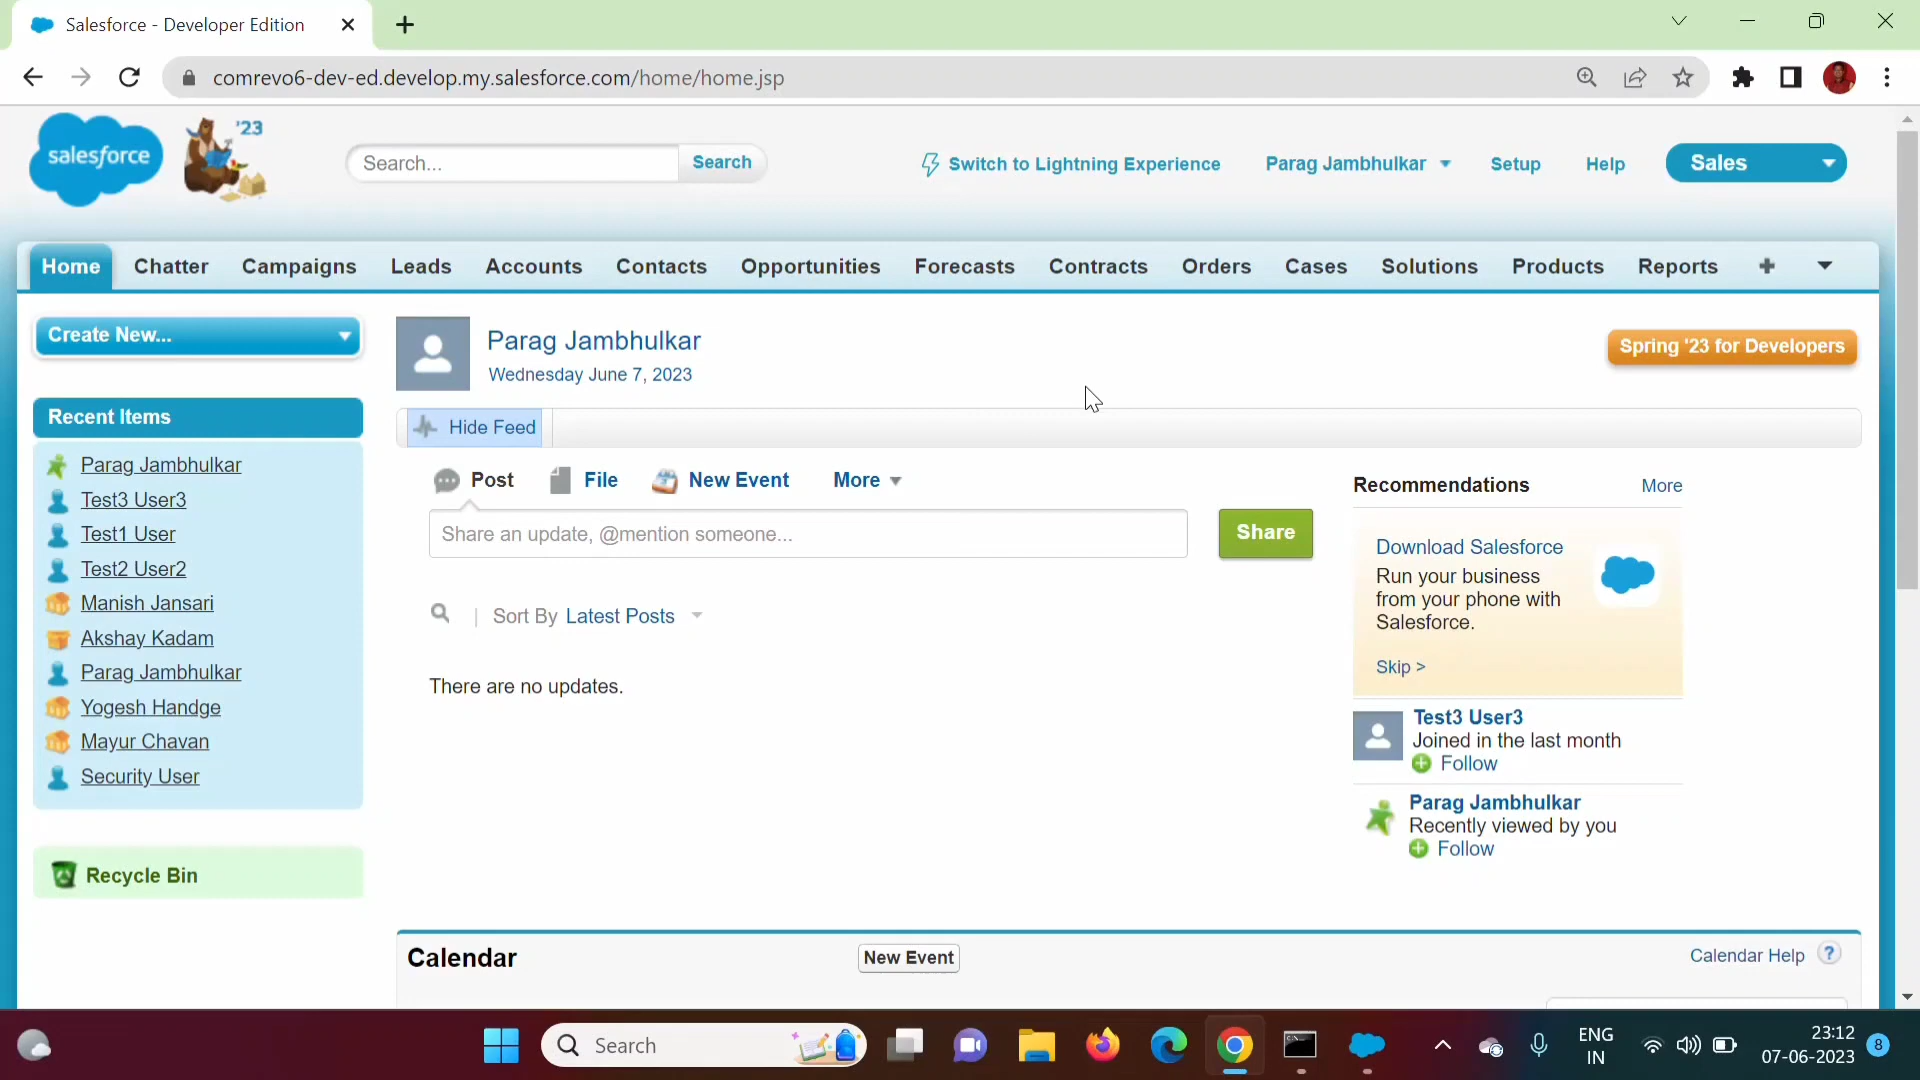 Salesforce - Developer Edition
comrevo6-dev-ed.develop.my.salesforce.com/home/home.jsp
salesforce
'23
Search...
Search
Switch to Lightning Experience
Parag Jambhulkar
Setup
Help
Sales
Home
Chatter
Campaigns
Leads
Accounts
Contacts
Opportunities
Forecasts
Contracts
Orders
Cases
Solutions
Products
Reports
Create New...
Parag Jambhulkar
Wednesday June 7, 2023
Spring '23 for Developers
Hide Feed
Recent Items
Parag Jambhulkar
Test3 User3
Test1 User
Test2 User2
Manish Jansari
Akshay Kadam
Parag Jambhulkar
Yogesh Handge
Mayur Chavan
Security User
Recycle Bin
Post
File
New Event
More
Share an update, @mention someone...
Share
Sort By Latest Posts
There are no updates.
Recommendations
More
Download Salesforce
Run your business
from your phone with
Salesforce.
Skip >
Test3 User3
Joined in the last month
Follow
Parag Jambhulkar
Recently viewed by you
Follow
Calendar
New Event
Calendar Help
?
Search
ENG
IN
23:12
07-06-2023
8